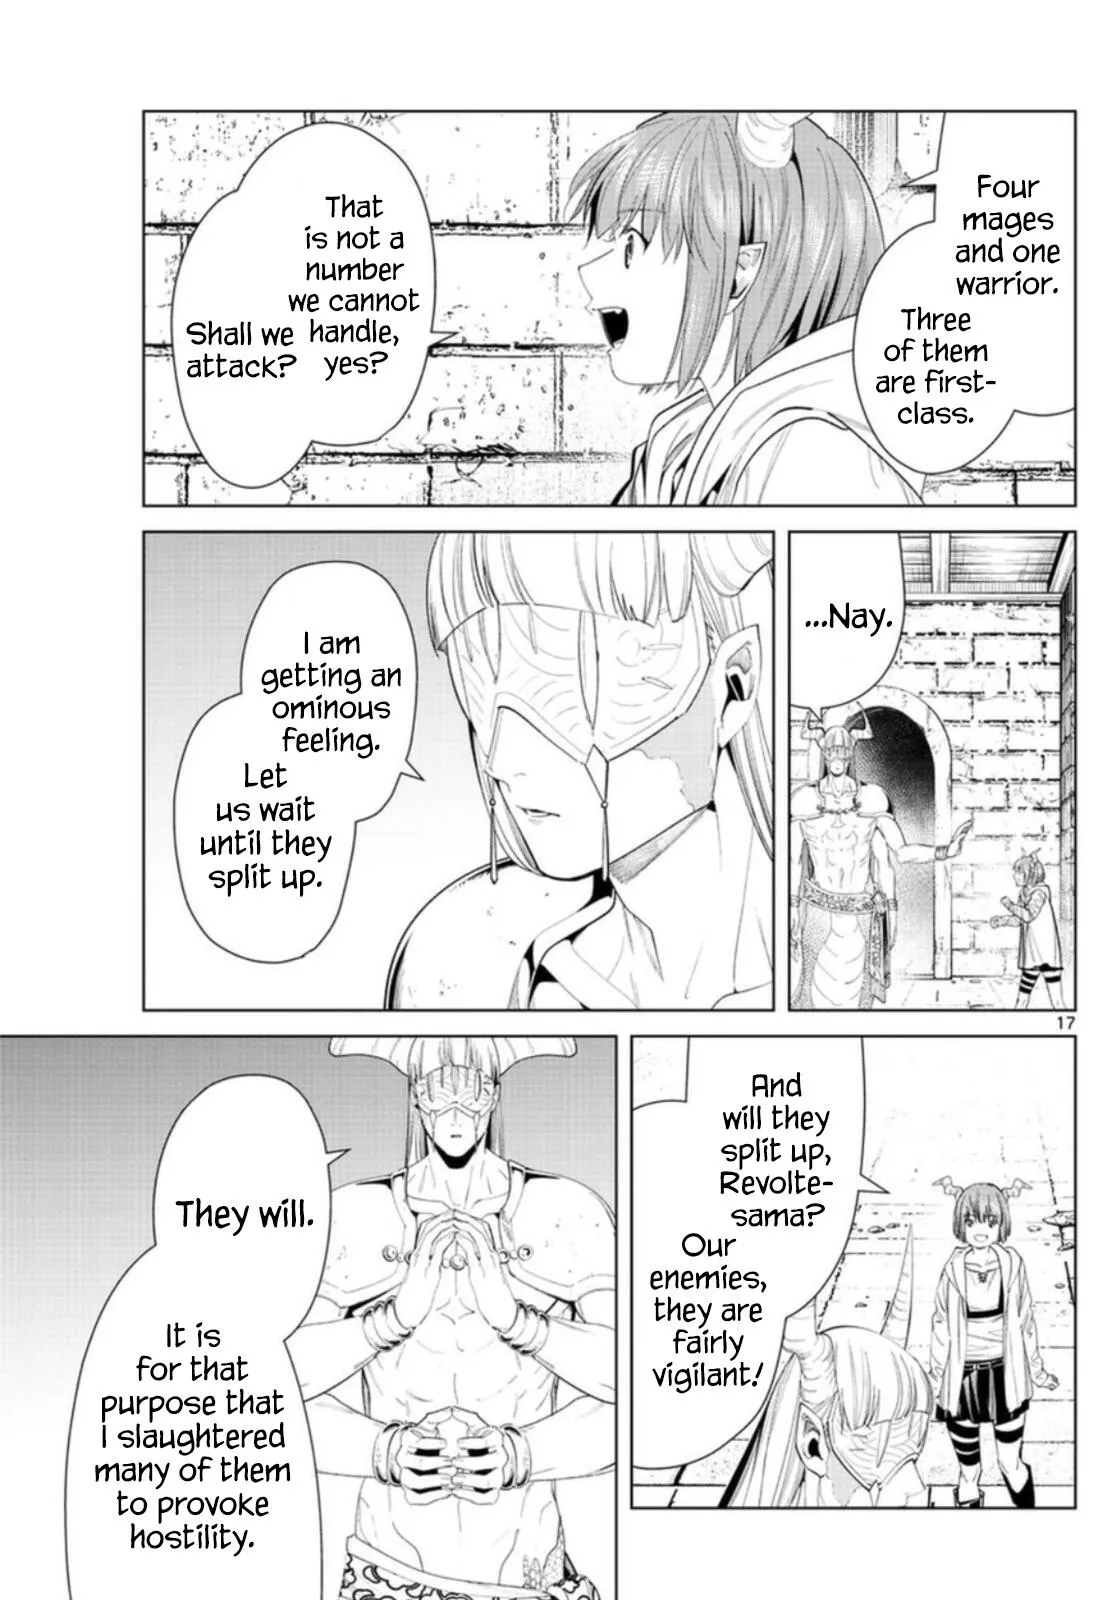 Four
mages
and one
warrior.
Three
of them
are first-
class.
That
is not a
number
we cannot
handle,
yes?
Shall we
attack?
...Nay.
I am
getting an
ominous
feeling.
Let
us wait
until they
split up.
17
And
will they
split up,
Revolte-
sama?
Our
enemies,
they are
fairly
vigilant!
They will.
It is
for that
purpose that
I slaughtered
many of them
to provoke
hostility.